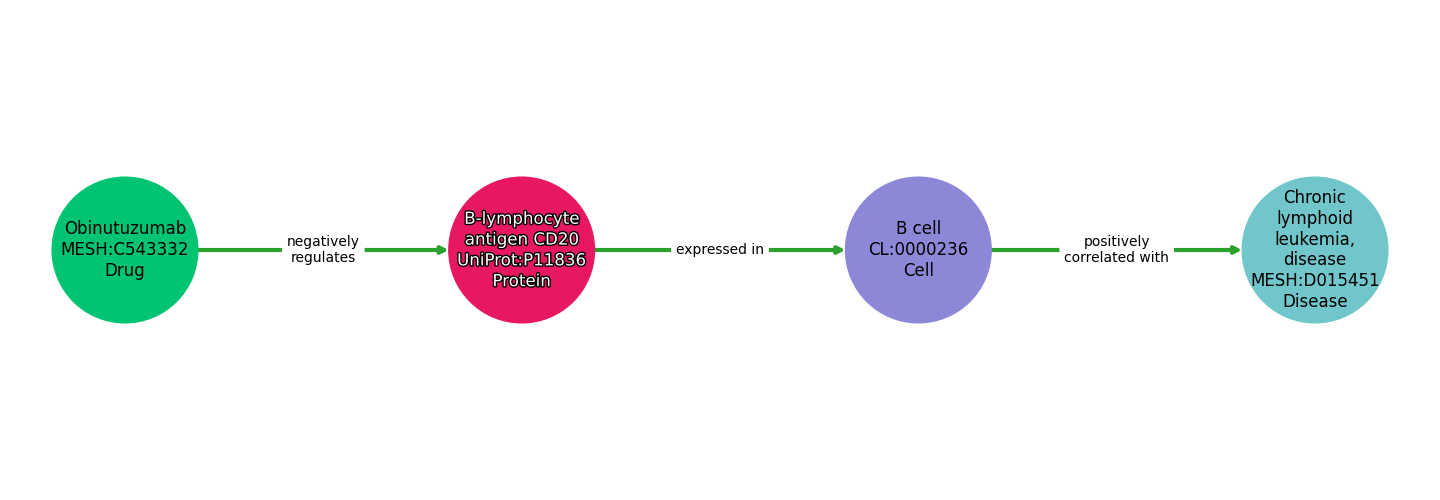 Obinutuzumab
MESH:C543332
Drug
negatively
regulates
B-lymphocyte
antigen CD20
UniProt:P11836
Protein
expressed in
B cell
CL:0000236
Cell
positively
correlated with
Chronic
lymphoid
leukemia,
disease
MESH:D015451
Disease